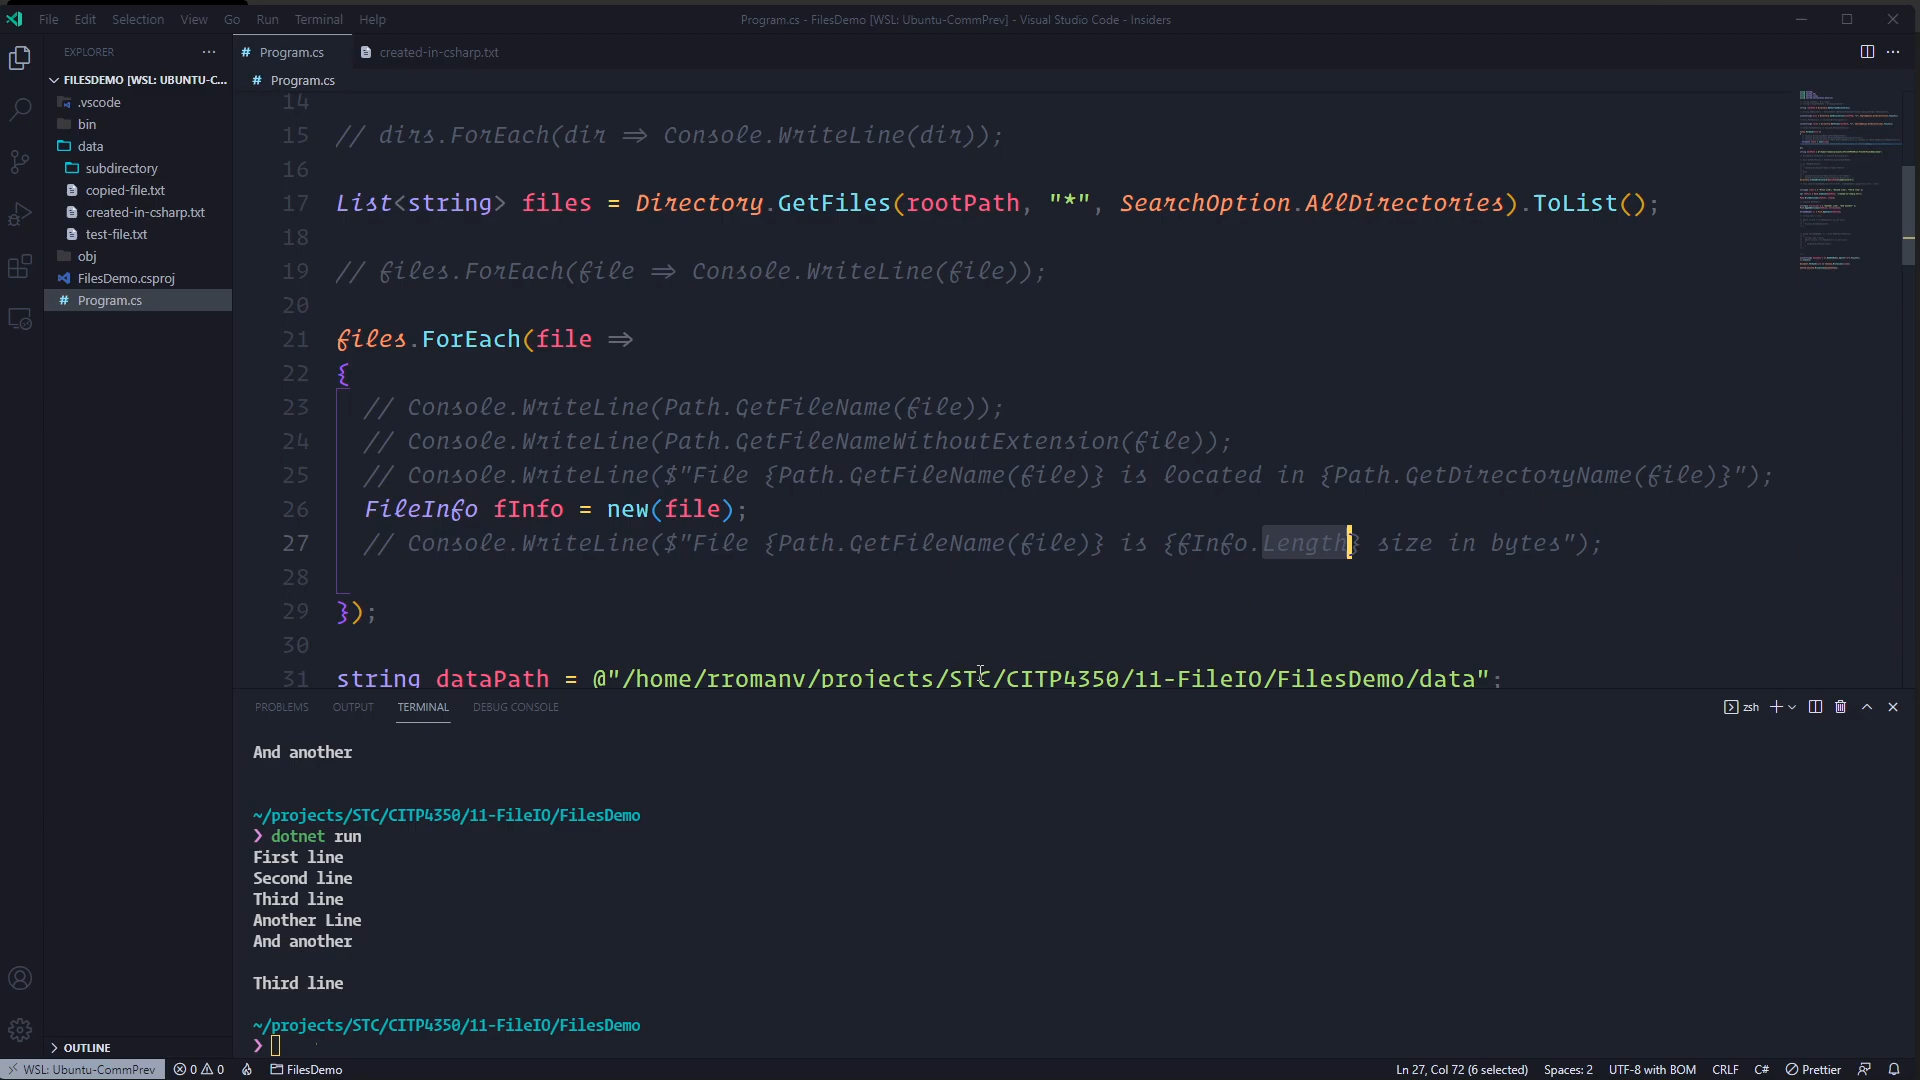 File Edit Selection View Go Run Terminal Help
Program.cs - FilesDemo [WSL: Ubuntu-CommPrev] - Visual Studio Code - Insiders
EXPLORER
Program.cs
created-in-csharp.txt
FILESDEMO [WSL: UBUNTU-C...
Program.cs
.vscode
bin
data
subdirectory
copied-file.txt
created-in-csharp.txt
test-file.txt
obj
FilesDemo.csproj
Program.cs
14
15 // dirs.ForEach(dir => Console.WriteLine(dir));
16
17 List<string> files = Directory.GetFiles(rootPath, "*", SearchOption.AllDirectories).ToList();
18
19 // files.ForEach(file => Console.WriteLine(file));
20
21 files.ForEach(file =>
22 {
23 // Console.WriteLine(Path.GetFileName(file));
24 // Console.WriteLine(Path.GetFileNameWithoutExtension(file));
25 // Console.WriteLine($"File {Path.GetFileName(file)} is located in {Path.GetDirectoryName(file)}");
26 FileInfo fInfo = new(file);
27 // Console.WriteLine($"File {Path.GetFileName(file)} is {fInfo.Length} size in bytes");
28
29 });
30
31 string dataPath = @"/home/rromanv/projects/STC/CITP4350/11-FileIO/FilesDemo/data";
PROBLEMS OUTPUT TERMINAL DEBUG CONSOLE
zsh
And another
~/projects/STC/CITP4350/11-FileIO/FilesDemo
❯ dotnet run
First line
Second line
Third line
Another Line
And another
Third line
~/projects/STC/CITP4350/11-FileIO/FilesDemo
❯
OUTLINE
WSL: Ubuntu-CommPrev 0 0 FilesDemo
Ln 27, Col 72 (6 selected) Spaces: 2 UTF-8 with BOM CRLF C# Prettier